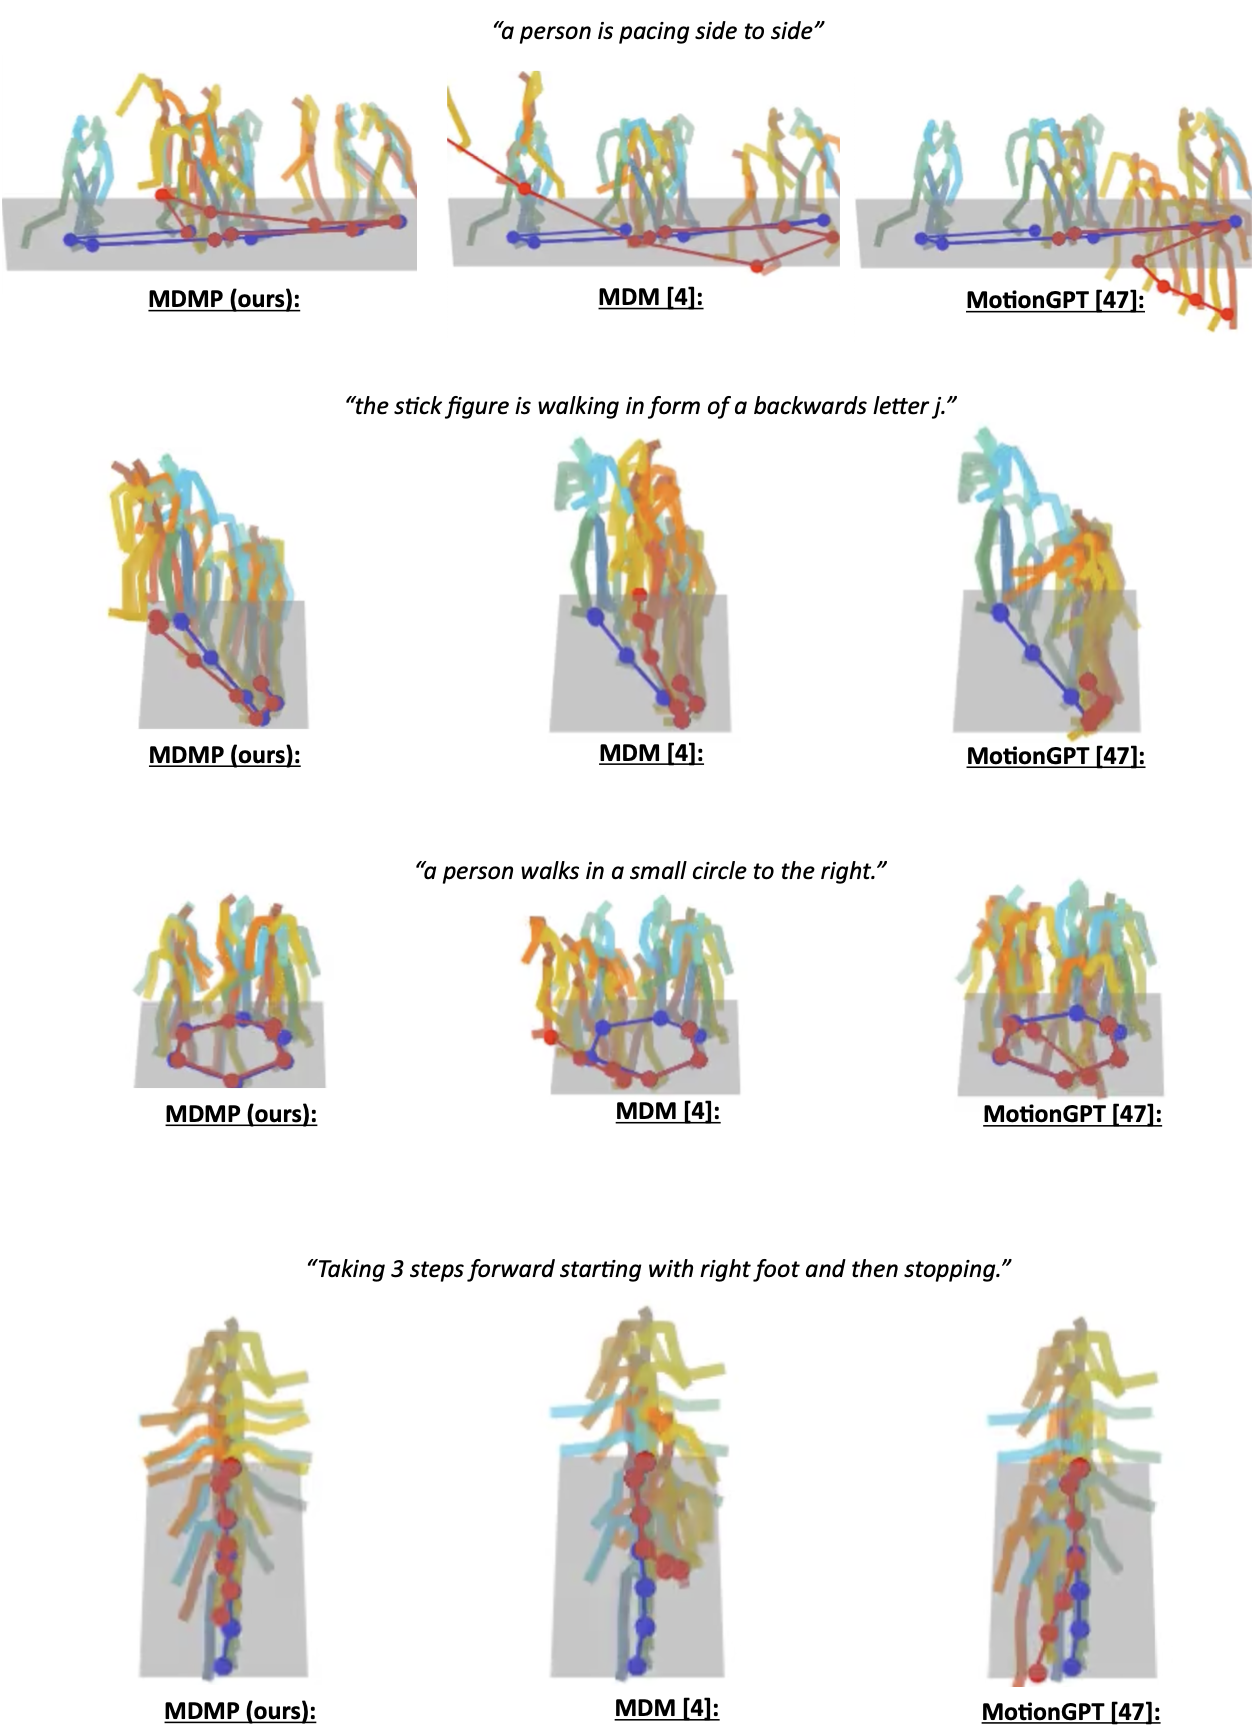 “a person is pacing side to side”
MDMP (ours):
MDM [4]:
MotionGPT [47]:
“the stick figure is walking in form of a backwards letter j.”
MDMP (ours):
MDM [4]:
MotionGPT [47]:
“a person walks in a small circle to the right.”
MDMP (ours):
MDM [4]:
MotionGPT [47]:
“Taking 3 steps forward starting with right foot and then stopping.”
MDMP (ours):
MDM [4]:
MotionGPT [47]: